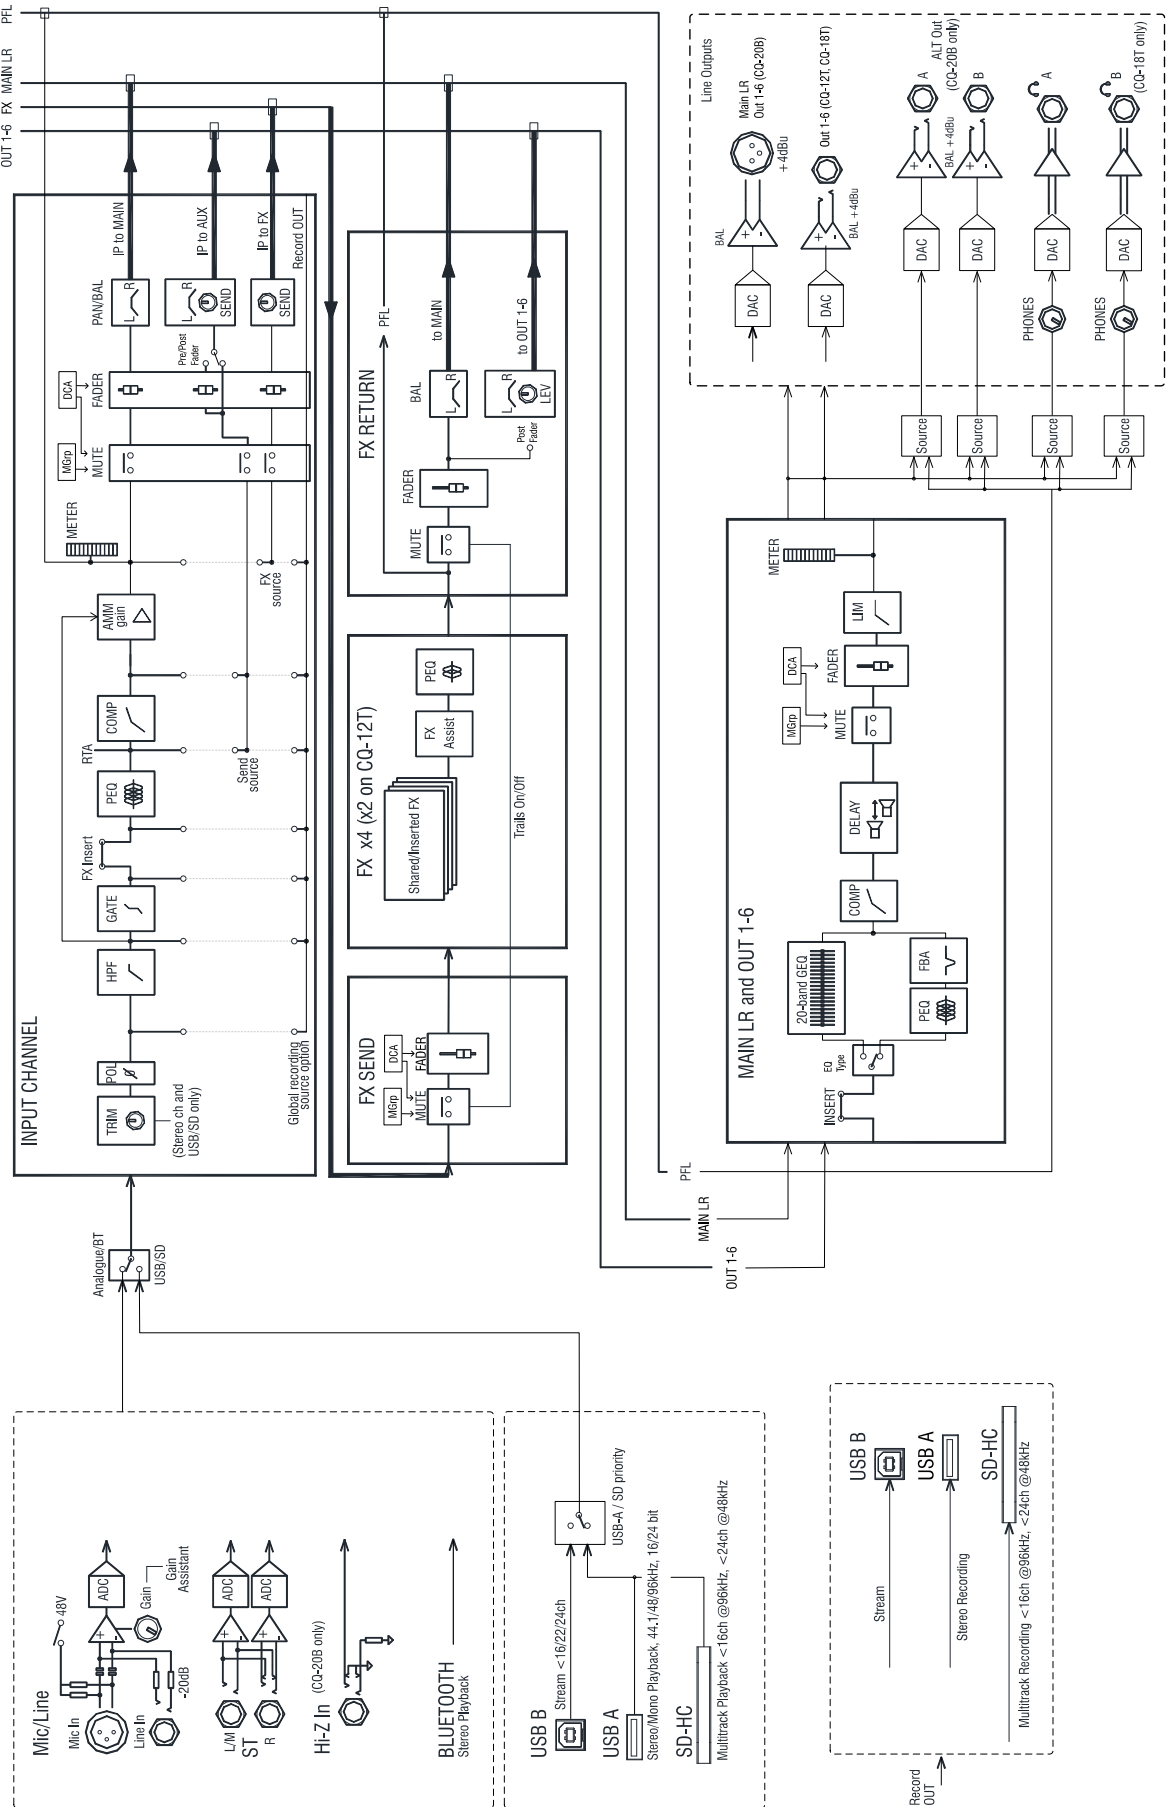 PFL
MAIN LR
FX
OUT 1-6
INPUT CHANNEL
TRIM
(Stereo ch and
USB/SD only)
POL
HPF
GATE
FX Insert
PEQ
RTA
COMP
AMM
gain
METER
Global recording
source option
Send
source
FX
source
MGrp
MUTE
DCA
FADER
Pre/Post
Fader
PAN/BAL
L
R
L
R
SEND
SEND
IP to MAIN
IP to AUX
IP to FX
Record OUT
FX RETURN
PFL
MUTE
FADER
Post
Fader
BAL
L
R
L
R
LEV
to MAIN
to OUT 1-6
FX x4 (x2 on CQ-12T)
Shared/Inserted FX
FX
Assist
PEQ
Trails On/Off
FX SEND
MGrp
MUTE
DCA
FADER
Line Outputs
Main LR
Out 1-6 (CQ-20B)
+4dBu
BAL
DAC
Out 1-6 (CQ-12T, CQ-18T)
BAL +4dBu
DAC
A
ALT Out
(CQ-20B only)
B
BAL +4dBu
DAC
DAC
A
B
(CQ-18T only)
DAC
DAC
PHONES
PHONES
Source
Source
Source
Source
MAIN LR and OUT 1-6
INSERT
EQ
Type
20-band GEQ
PEQ
FBA
COMP
DELAY
MGrp
MUTE
DCA
FADER
LIM
METER
PFL
MAIN LR
OUT 1-6
Analogue/BT
USB/SD
Mic/Line
Mic In
Line In
48V
-20dB
+
-
ADC
Gain
Gain
Assistant
ST
L/M
R
+
-
+
-
ADC
ADC
Hi-Z In (CQ-20B only)
BLUETOOTH
Stereo Playback
USB B
Stream <16/22/24ch
USB A
Stereo/Mono Playback, 44.1/48/96kHz, 16/24 bit
SD-HC
Multitrack Playback <16ch @96kHz, <24ch @48kHz
USB-A / SD priority
Record
OUT
Stream
USB B
Stereo Recording
USB A
SD-HC
Multitrack Recording <16ch @96kHz, <24ch @48kHz